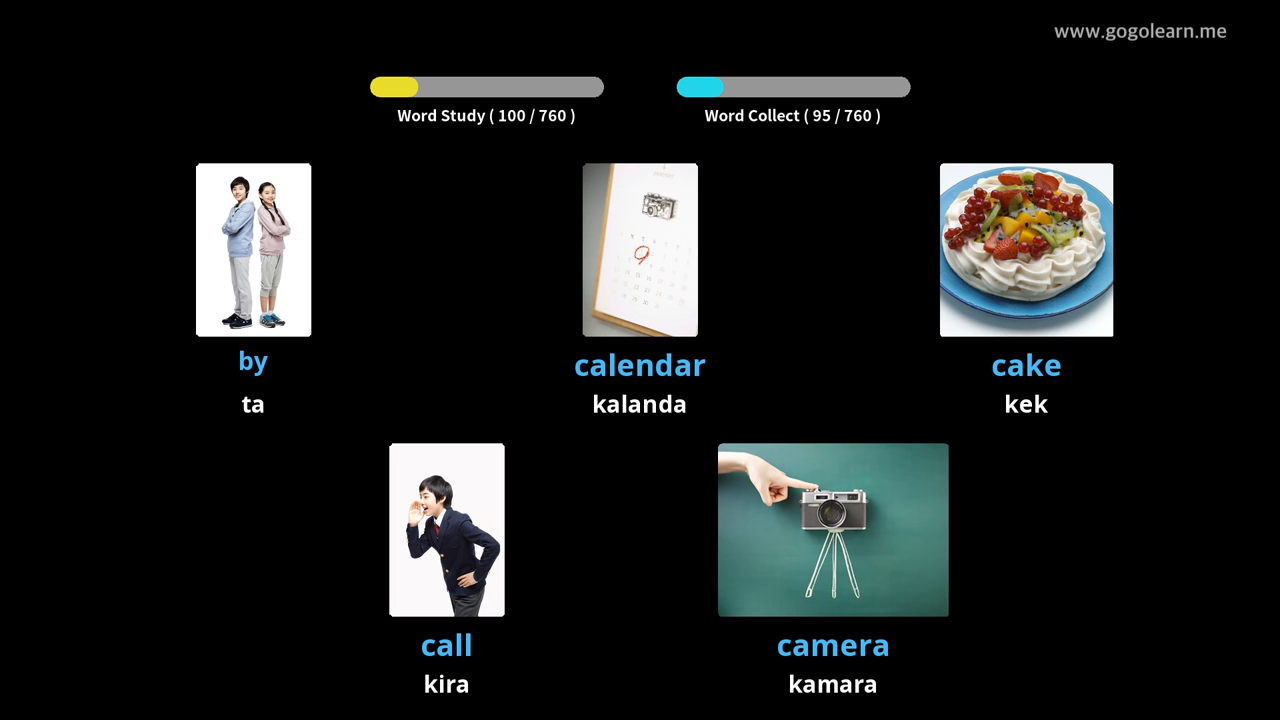 www.gogolearn.me
Word Study ( 100 / 760 )
Word Collect ( 95 / 760 )
by
ta
calendar
kalanda
cake
kek
call
kira
camera
kamara